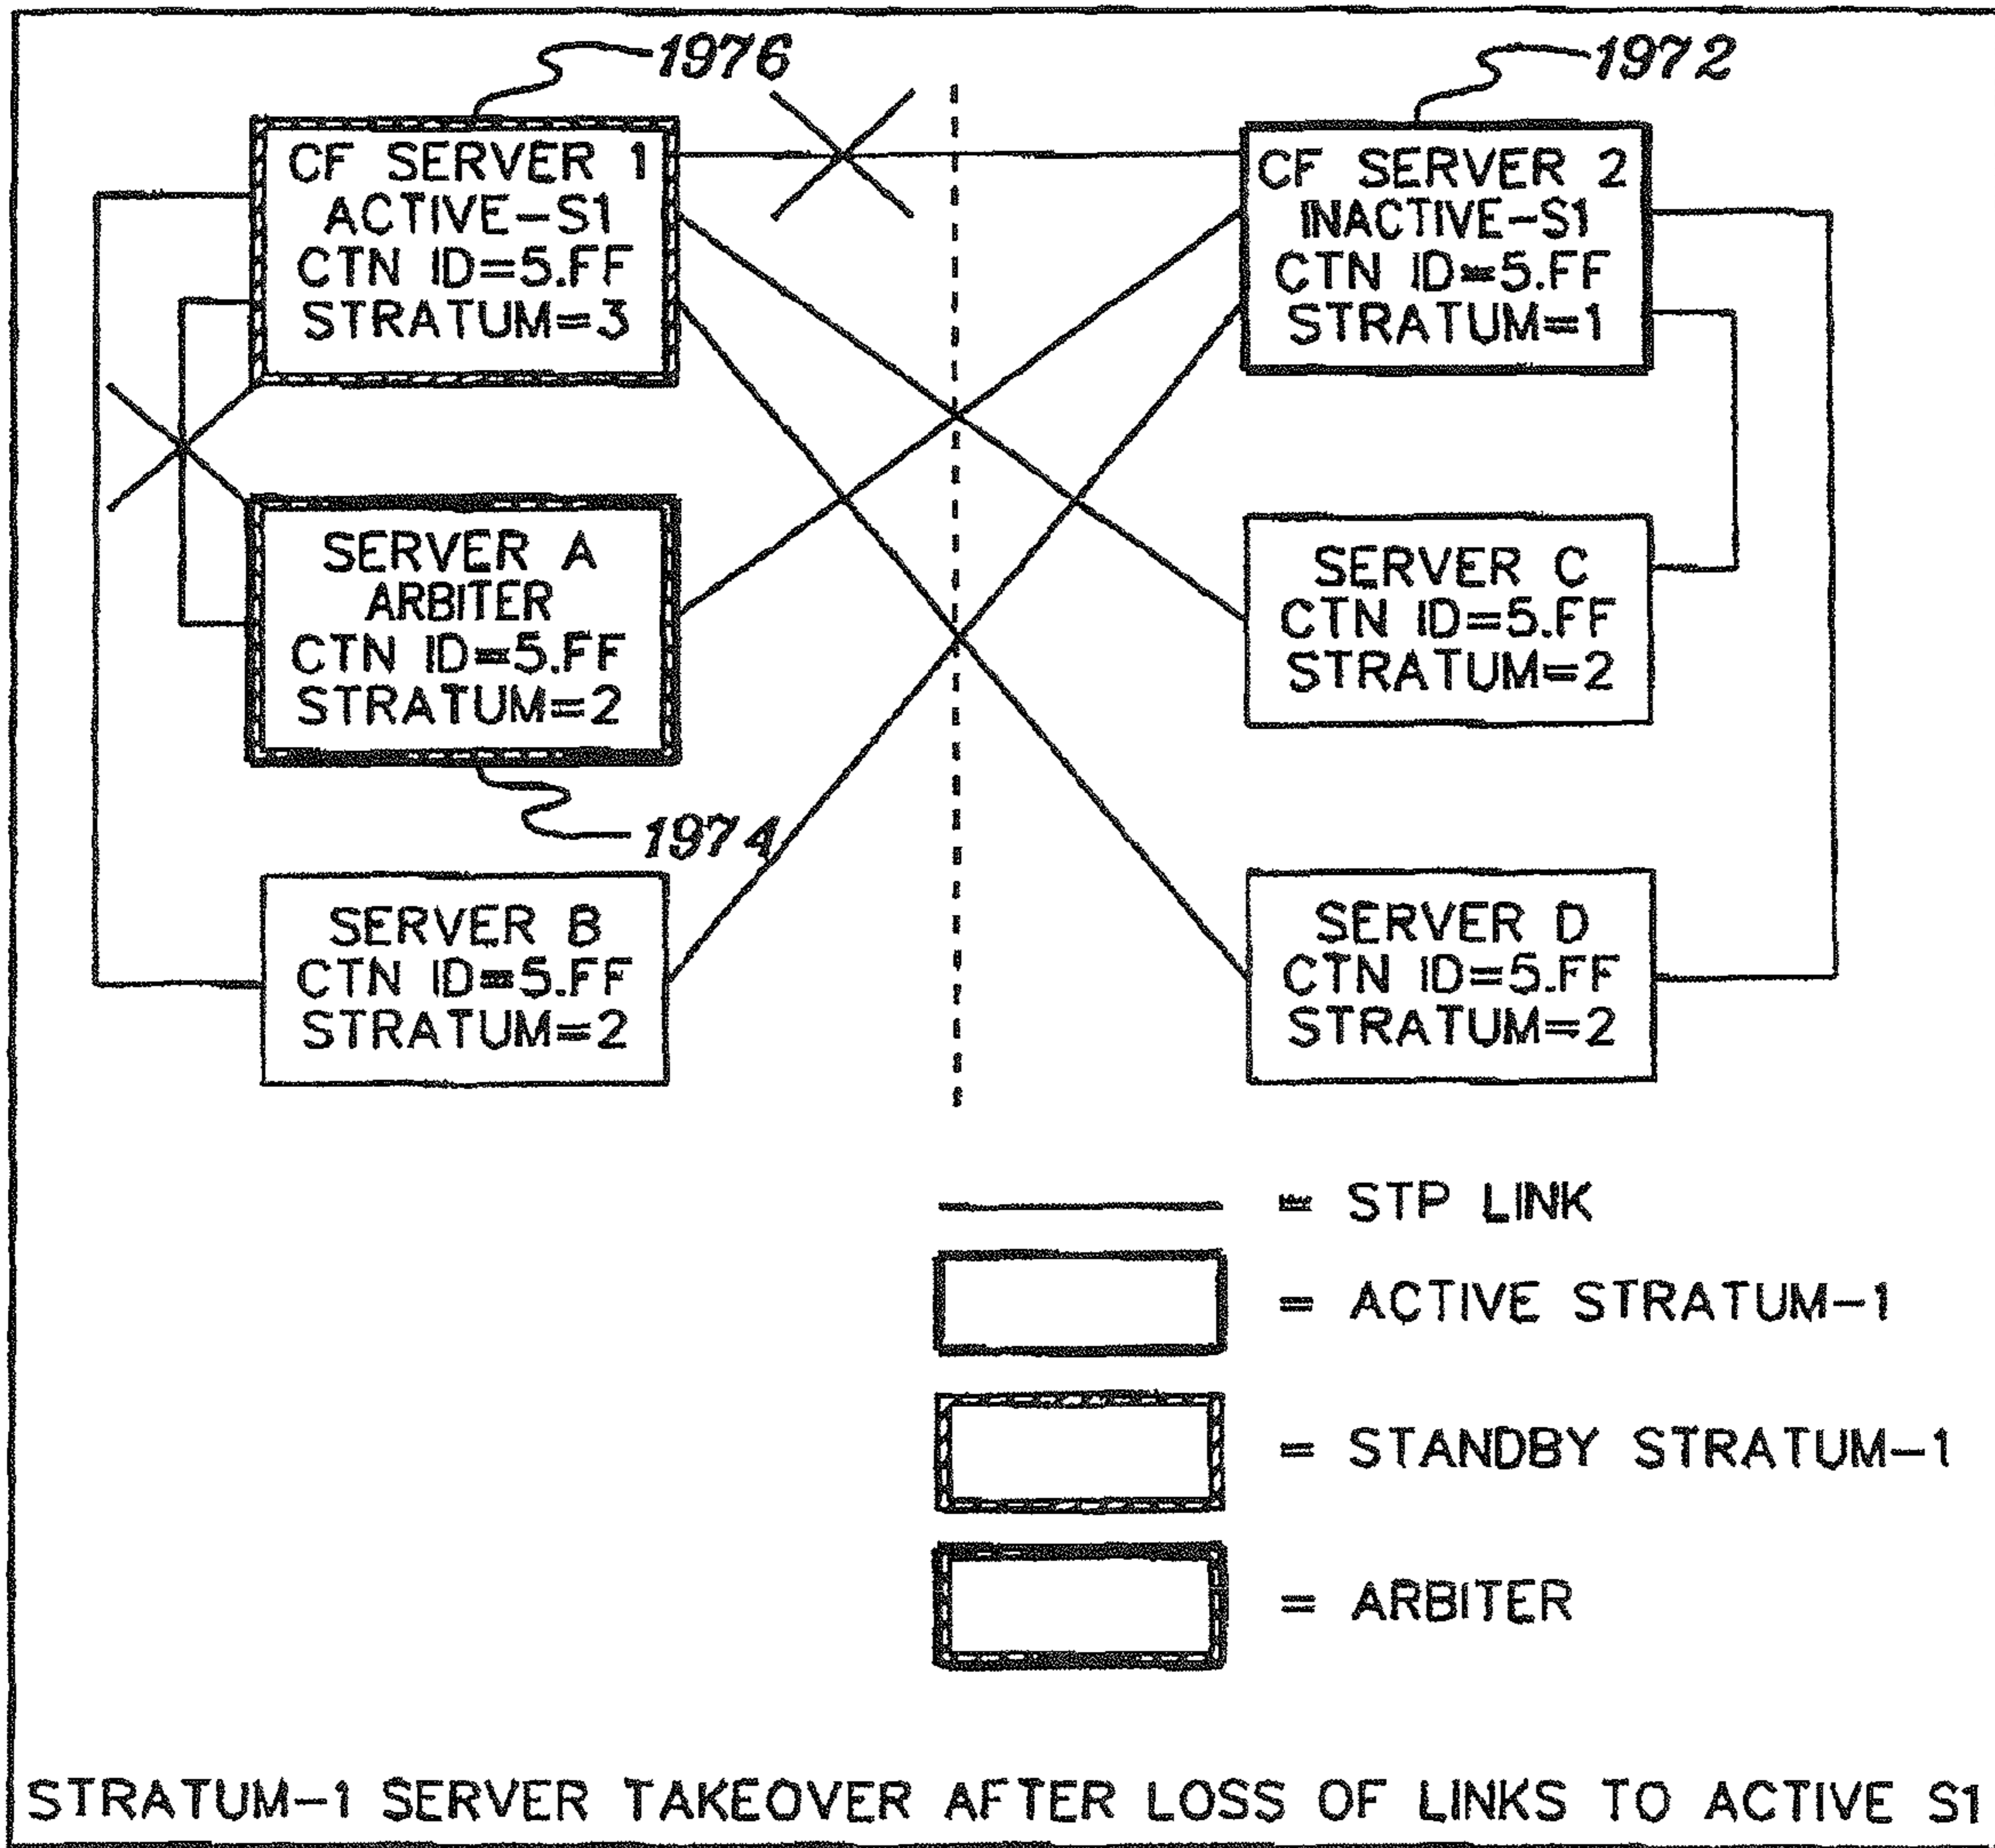 1976
1972
CF SERVER 1
ACTIVE-S1
CTN ID=5.FF
STRATUM=3
CF SERVER 2
INACTIVE-S1
CTN ID=5.FF
STRATUM=1
SERVER A
ARBITER
CTN ID=5.FF
STRATUM=2
SERVER C
CTN ID=5.FF
STRATUM=2
1974
SERVER B
CTN ID=5.FF
STRATUM=2
SERVER D
CTN ID=5.FF
STRATUM=2
= STP LINK
= ACTIVE STRATUM-1
= STANDBY STRATUM-1
= ARBITER
STRATUM-1 SERVER TAKEOVER AFTER LOSS OF LINKS TO ACTIVE S1